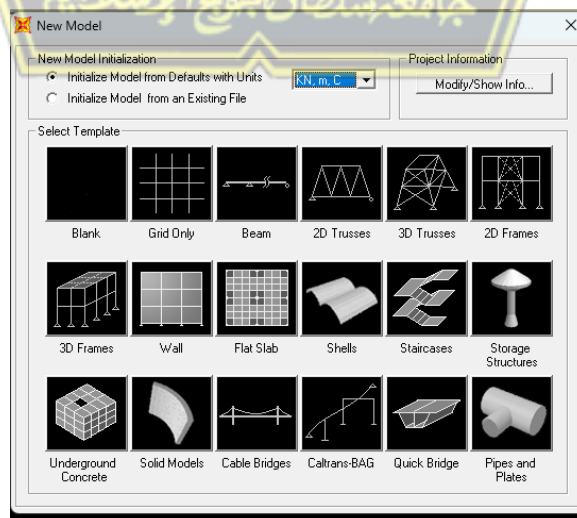 New Model
New Model Initialization
Project Information
Initialize Model from Defaults with Units
KN, m, C
Modify/Show Info...
Initialize Model from an Existing File
Select Template
Blank
Grid Only
Beam
2D Trusses
3D Trusses
2D Frames
3D Frames
Wall
Flat Slab
Shells
Staircases
Storage
Structures
Underground
Concrete
Solid Models
Cable Bridges
Caltrans-BAG
Quick Bridge
Pipes and
Plates